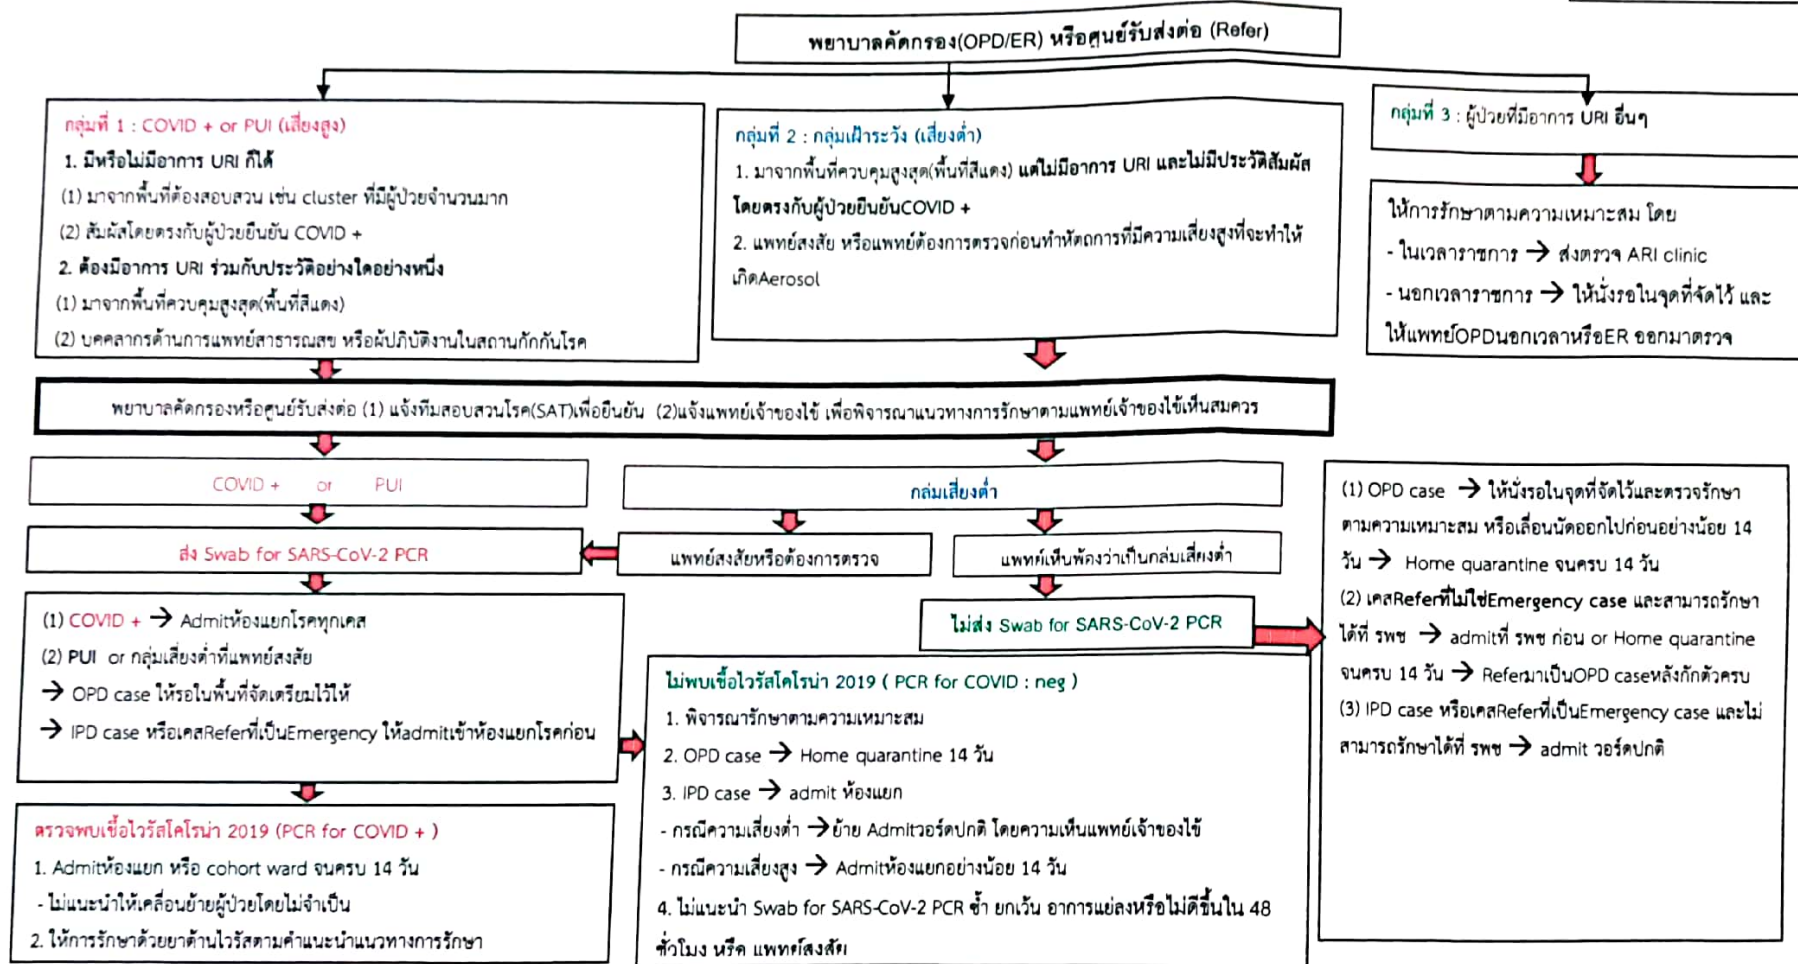 พยาบาลคัดกรอง(OPD/ER) หรือศูนย์รับส่งต่อ (Refer)
กลุ่มที่ 1 : COVID + or PUI (เสี่ยงสูง)
1. มีหรือไม่มีอาการ URI ก็ได้
(1) มาจากพื้นที่ต้องสอบสวน เช่น cluster ที่มีผู้ป่วยจำนวนมาก
(2) สัมผัสโดยตรงกับผู้ป่วยยืนยัน COVID +
2. ต้องมีอาการ URI ร่วมกับประวัติอย่างใดอย่างหนึ่ง
(1) มาจากพื้นที่ควบคุมสูงสุด(พื้นที่สีแดง)
(2) บุคคลากรด้านการแพทย์สาธารณสุข หรือผู้ปฏิบัติงานในสถานกักกันโรค
กลุ่มที่ 2 : กลุ่มเฝ้าระวัง (เสี่ยงต่ำ)
1. มาจากพื้นที่ควบคุมสูงสุด(พื้นที่สีแดง) แต่ไม่มีอาการ URI และไม่มีประวัติสัมผัส
โดยตรงกับผู้ป่วยยืนยันCOVID +
2. แพทย์สงสัย หรือแพทย์ต้องการตรวจก่อนทำหัตถการที่มีความเสี่ยงสูงที่จะทำให้
เกิดAerosol
กลุ่มที่ 3 : ผู้ป่วยที่มีอาการ URI อื่นๆ
ให้การรักษาตามความเหมาะสม โดย
- ในเวลาราชการ → ส่งตรวจ ARI clinic
- นอกเวลาราชการ → ให้นั่งรอในจุดที่จัดไว้ และ
ให้แพทย์OPDนอกเวลาหรือER ออกมาตรวจ
พยาบาลคัดกรองหรือศูนย์รับส่งต่อ (1) แจ้งทีมสอบสวนโรค(SAT)เพื่อยืนยัน (2)แจ้งแพทย์เจ้าของไข้ เพื่อพิจารณาแนวทางการรักษาตามแพทย์เจ้าของไข้เห็นสมควร
COVID + or PUI
กลุ่มเสี่ยงต่ำ
ส่ง Swab for SARS-CoV-2 PCR
แพทย์สงสัยหรือต้องการตรวจ
แพทย์เห็นพ้องว่าเป็นกลุ่มเสี่ยงต่ำ
ไม่ส่ง Swab for SARS-CoV-2 PCR
(1) OPD case → ให้นั่งรอในจุดที่จัดไว้และตรวจรักษา
ตามความเหมาะสม หรือเลื่อนนัดออกไปก่อนอย่างน้อย 14
วัน → Home quarantine จนครบ 14 วัน
(2) เคสReferที่ไม่ใช่Emergency case และสามารถรักษา
ได้ที่ รพช → admitที่ รพช ก่อน or Home quarantine
จนครบ 14 วัน → Referมาเป็นOPD caseหลังกักตัวครบ
(3) IPD case หรือเคสReferที่เป็นEmergency case และไม่
สามารถรักษาได้ที่ รพช → admit วอร์ดปกติ
(1) COVID + → Admitห้องแยกโรคทุกเคส
(2) PUI or กลุ่มเสี่ยงต่ำที่แพทย์สงสัย
→ OPD case ให้รอในพื้นที่จัดเตรียมไว้ให้
→ IPD case หรือเคสReferที่เป็นEmergency ให้admitเข้าห้องแยกโรคก่อน
ไม่พบเชื้อไวรัสโคโรน่า 2019 ( PCR for COVID : neg )
1. พิจารณารักษาตามความเหมาะสม
2. OPD case → Home quarantine 14 วัน
3. IPD case → admit ห้องแยก
- กรณีความเสี่ยงต่ำ →ย้าย Admitวอร์ดปกติ โดยความเห็นแพทย์เจ้าของไข้
- กรณีความเสี่ยงสูง → Admitห้องแยกอย่างน้อย 14 วัน
4. ไม่แนะนำ Swab for SARS-CoV-2 PCR ซ้ำ ยกเว้น อาการแย่ลงหรือไม่ดีขึ้นใน 48
ชั่วโมง หรือ แพทย์สงสัย
ตรวจพบเชื้อไวรัสโคโรน่า 2019 (PCR for COVID + )
1. Admitห้องแยก หรือ cohort ward จนครบ 14 วัน
- ไม่แนะนำให้เคลื่อนย้ายผู้ป่วยโดยไม่จำเป็น
2. ให้การรักษาด้วยยาต้านไวรัสตามคำแนะนำแนวทางการรักษา